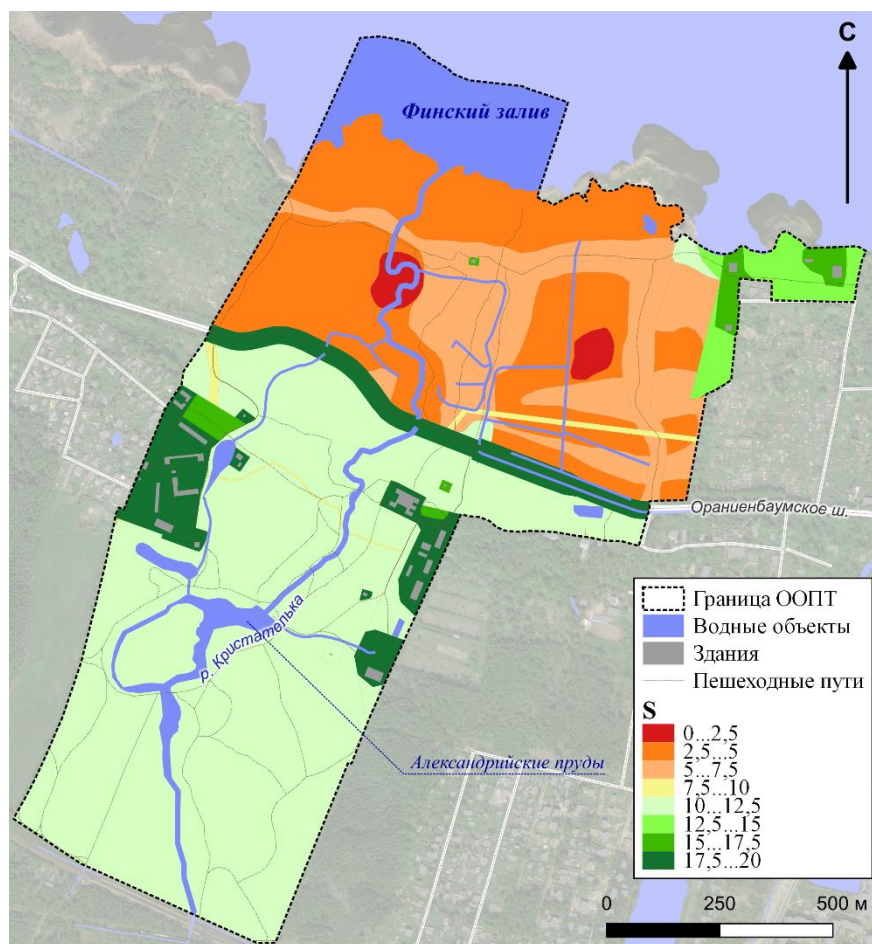 С
Финский залив
Ораниенбаумское ш.
р. Кристателька
Александрийские пруды
Граница ООПТ
Водные объекты
Здания
Пешеходные пути
S
0...2,5
2,5...5
5...7,5
7,5...10
10...12,5
12,5...15
15...17,5
17,5...20
0 250 500 м